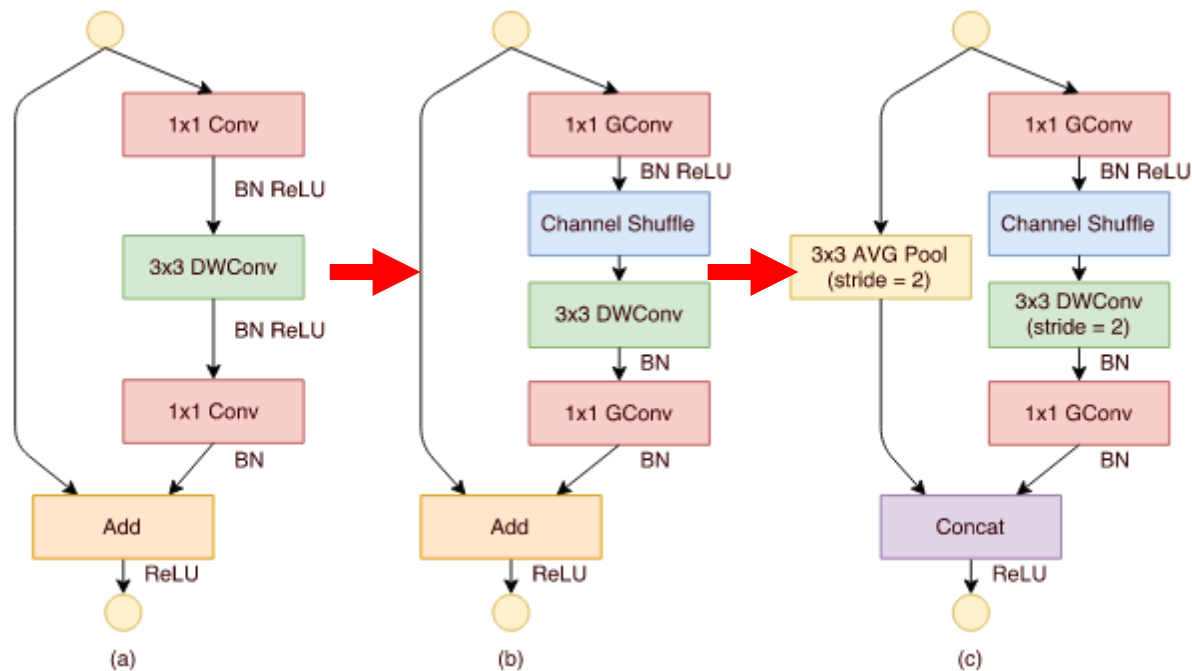 1x1 Conv
BN ReLU
3x3 DWConv
BN ReLU
1x1 Conv
BN
Add
ReLU
(a)
1x1 GConv
BN ReLU
Channel Shuffle
3x3 DWConv
BN
1x1 GConv
BN
Add
ReLU
(b)
3x3 AVG Pool
(stride = 2)
1x1 GConv
BN ReLU
Channel Shuffle
3x3 DWConv
(stride = 2)
BN
1x1 GConv
BN
Concat
ReLU
(c)